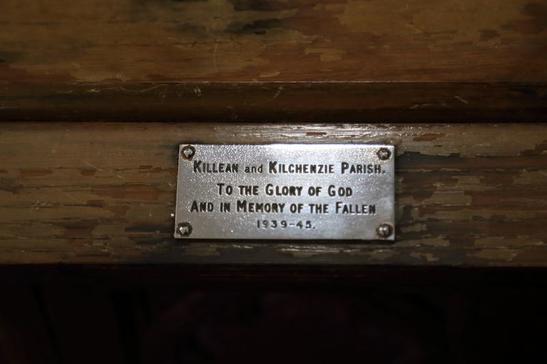 KILLEAN and KILCHENZIE PARISH.
TO THE GLORY OF GOD
AND IN MEMORY OF THE FALLEN
1939-45.